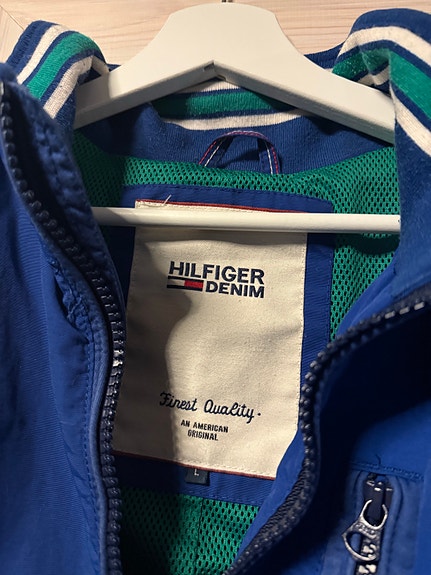 HILFIGER
DENIM
Finest Quality.
AN AMERICAN
ORIGINAL
L